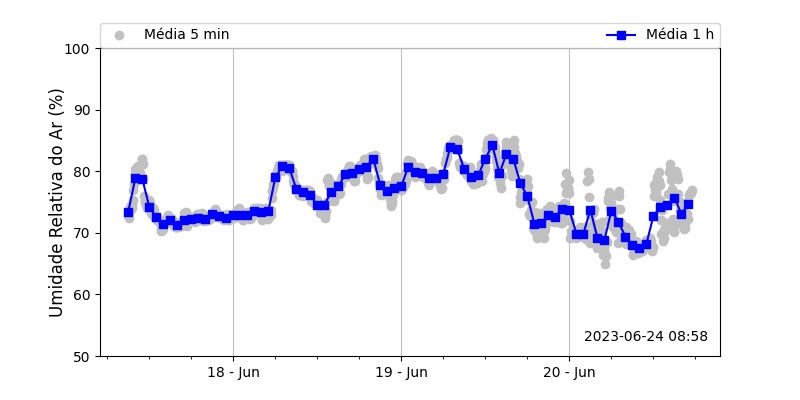 Média 5 min
Média 1 h
Umidade Relativa do Ar (%)
100
90
80
70
60
50
2023-06-24 08:58
18 - Jun
19 - Jun
20 - Jun